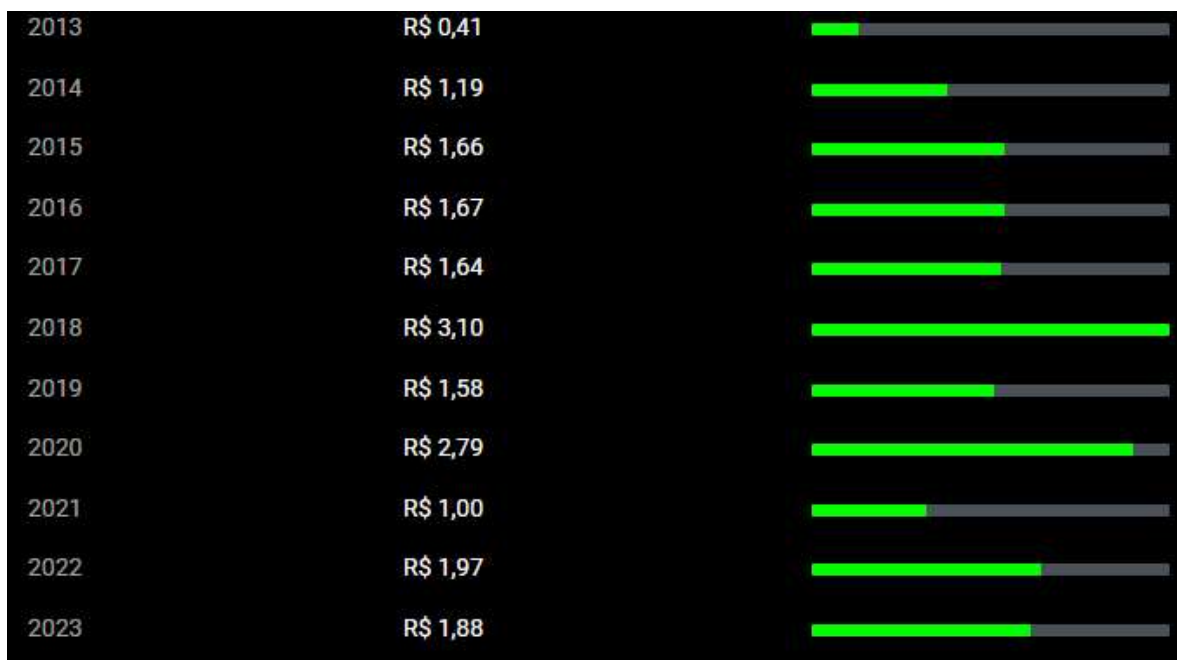 2013 R$ 0,41
2014 R$ 1,19
2015 R$ 1,66
2016 R$ 1,67
2017 R$ 1,64
2018 R$ 3,10
2019 R$ 1,58
2020 R$ 2,79
2021 R$ 1,00
2022 R$ 1,97
2023 R$ 1,88